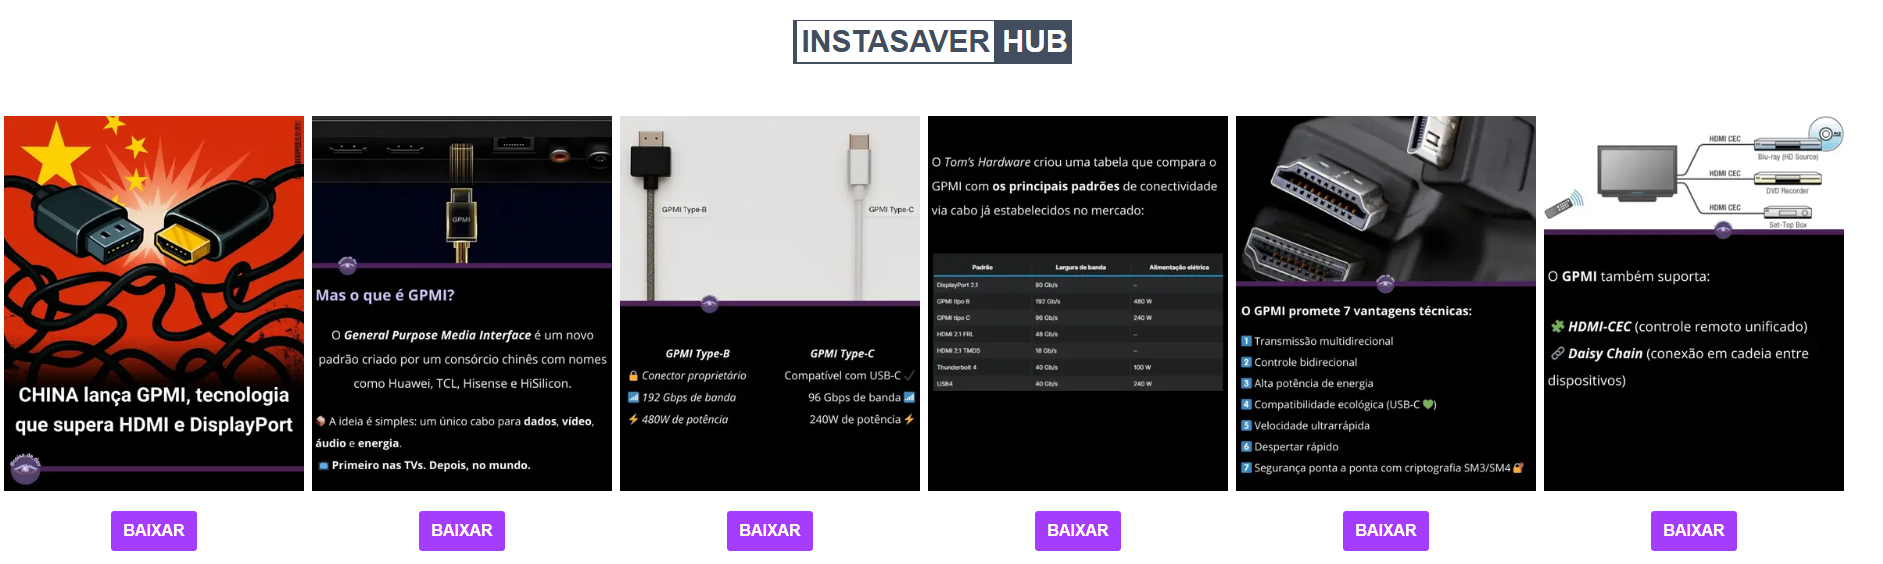 INSTASAVER HUB
CHINA lança GPMI, tecnologia
que supera HDMI e DisplayPort
GPMI
Mas o que é GPMI?
O General Purpose Media Interface é um novo
padrão criado por um consórcio chinês com nomes
como Huawei, TCL, Hisense e HiSilicon.
A ideia é simples: um único cabo para dados, vídeo,
áudio e energia.
Primeiro nas TVs. Depois, no mundo.
GPMI Type-B
GPMI Type-C
GPMI Type-B
🔒 Conector proprietário
📶 192 Gbps de banda
⚡ 480W de potência
GPMI Type-C
Compatível com USB-C ✓
96 Gbps de banda 📶
240W de potência ⚡
O Tom's Hardware criou uma tabela que compara o
GPMI com os principais padrões de conectividade
via cabo já estabelecidos no mercado:
Padrão Largura de banda Alimentação elétrica
DisplayPort 2.1 80 Gb/s –
GPMI tipo B 192 Gb/s 480 W
GPMI tipo C 96 Gb/s 240 W
HDMI 2.1 FRL 48 Gb/s –
HDMI 2.1 TMDS 18 Gb/s –
Thunderbolt 4 40 Gb/s 100 W
USB4 40 Gb/s 240 W
O GPMI promete 7 vantagens técnicas:
1 Transmissão multidirecional
2 Controle bidirecional
3 Alta potência de energia
4 Compatibilidade ecológica (USB-C 💚)
5 Velocidade ultrarrápida
6 Despertar rápido
7 Segurança ponta a ponta com criptografia SM3/SM4 🔐
HDMI CEC
Blu-ray (HD Source)
HDMI CEC
DVD Recorder
HDMI CEC
Set-Top Box
O GPMI também suporta:
HDMI-CEC (controle remoto unificado)
🔗 Daisy Chain (conexão em cadeia entre
dispositivos)
BAIXAR
BAIXAR
BAIXAR
BAIXAR
BAIXAR
BAIXAR